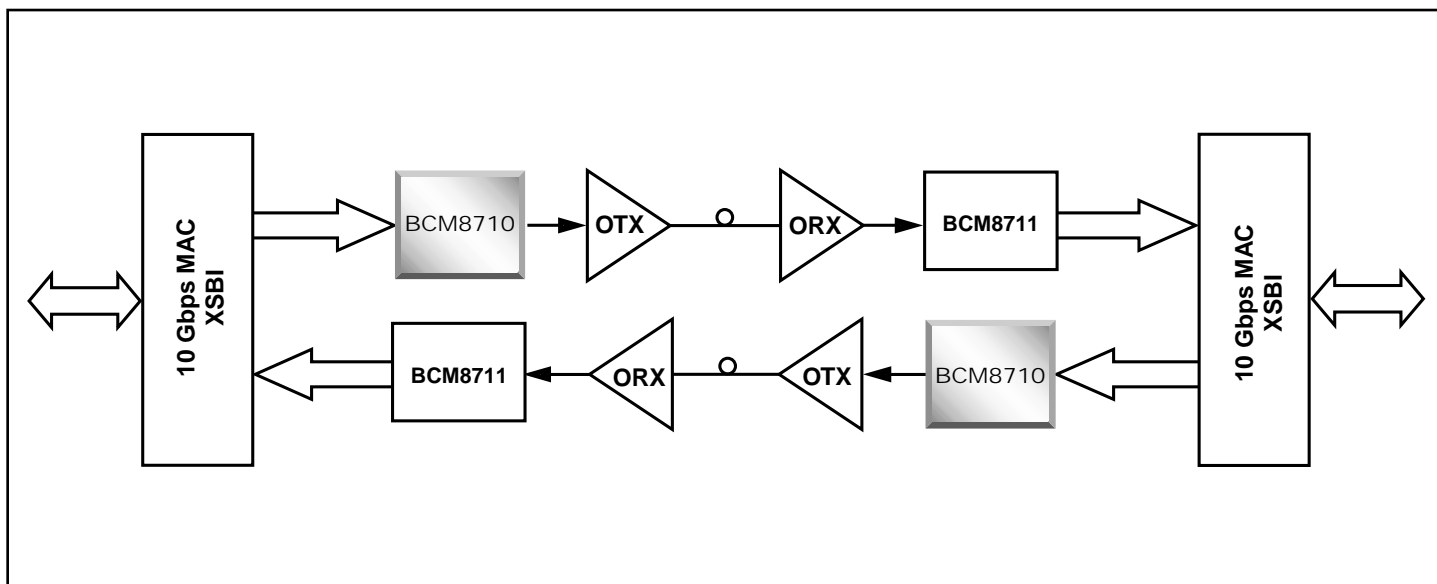 10 Gbps MAC
XSBI
BCM8710
OTX
ORX
BCM8711
BCM8711
ORX
OTX
BCM8710
10 Gbps MAC
XSBI